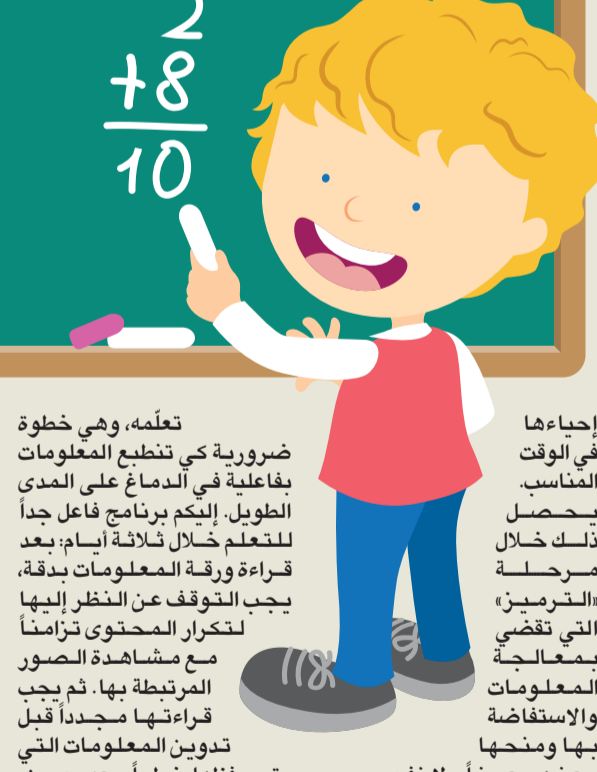 2
+8
10
إحياءها
في الوقت
المناسب.
يحصل
ذلك خلال
مرحلة
«الترميز»
التي تقضي
بمعالجة
المعلومات
والاستفاضة
بها ومنحها
تعلّمه، وهي خطوة
ضرورية كي تنطبع المعلومات
بفاعلية في الدماغ على المدى
الطويل. إليكم برنامج فاعل جداً
للتعلم خلال ثلاثة أيام: بعد
قراءة ورقة المعلومات بدقة،
يجب التوقف عن النظر إليها
لتكرار المحتوى تزامناً
مع مشاهدة الصور
المرتبطة بها. ثم يجب
قراءتها مجدداً قبل
تدوين المعلومات التي